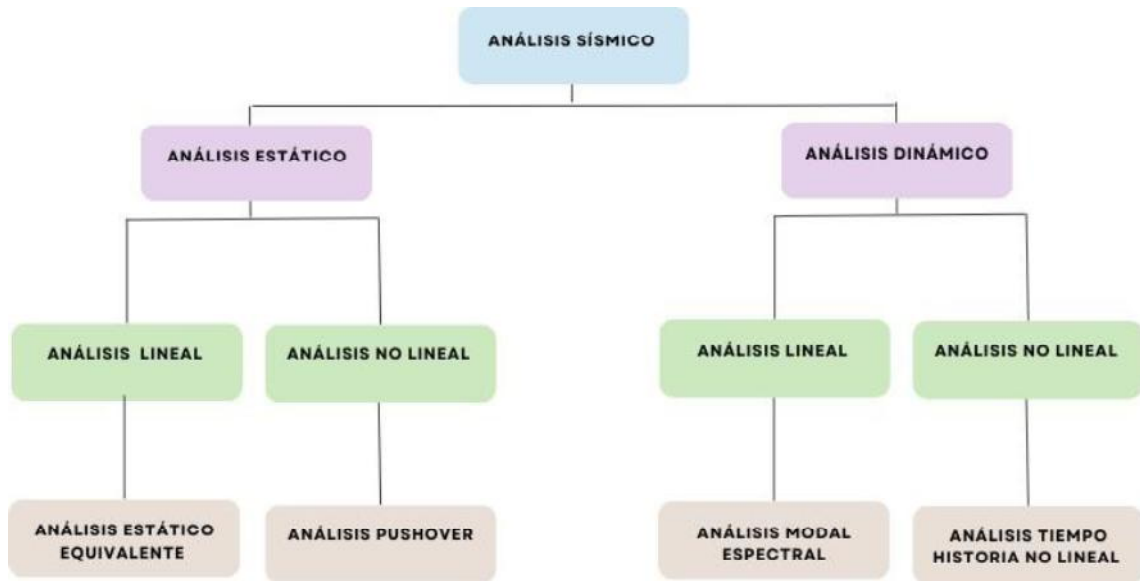 ANÁLISIS SÍSMICO
ANÁLISIS ESTÁTICO
ANÁLISIS DINÁMICO
ANÁLISIS LINEAL
ANÁLISIS NO LINEAL
ANÁLISIS LINEAL
ANÁLISIS NO LINEAL
ANÁLISIS ESTÁTICO
EQUIVALENTE
ANÁLISIS PUSHOVER
ANÁLISIS MODAL
ESPECTRAL
ANÁLISIS TIEMPO
HISTORIA NO LINEAL